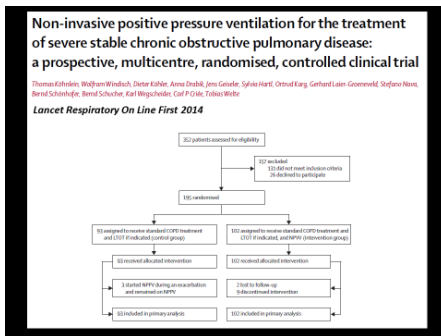 Non-invasive positive pressure ventilation for the treatment
of severe stable chronic obstructive pulmonary disease:
a prospective, multicentre, randomised, controlled clinical trial
Thomas Köhnlein, Wolfram Windisch, Dieter Köhler, Anna Drabik, Jens Geiseler, Sylvia Hartl, Ortrud Karg, Gerhard Laier-Groeneveld, Stefano Nava,
Bernd Schönhofer, Bernd Schucher, Karl Wegscheider, Carl P Criée, Tobias Welte
Lancet Respiratory On Line First 2014
352 patients assessed for eligibility
157 excluded
131 did not meet inclusion criteria
26 declined to participate
195 randomised
93 assigned to receive standard COPD treatment and
LTOT if indicated (control group)
102 assigned to receive standard COPD treatment and
LTOT if indicated, and NPPV (intervention group)
93 received allocated intervention
102 received allocated intervention
3 started NPPV during an exacerbation
and remained on NPPV
2 lost to follow-up
9 discontinued intervention
93 included in primary analysis
102 included in primary analysis